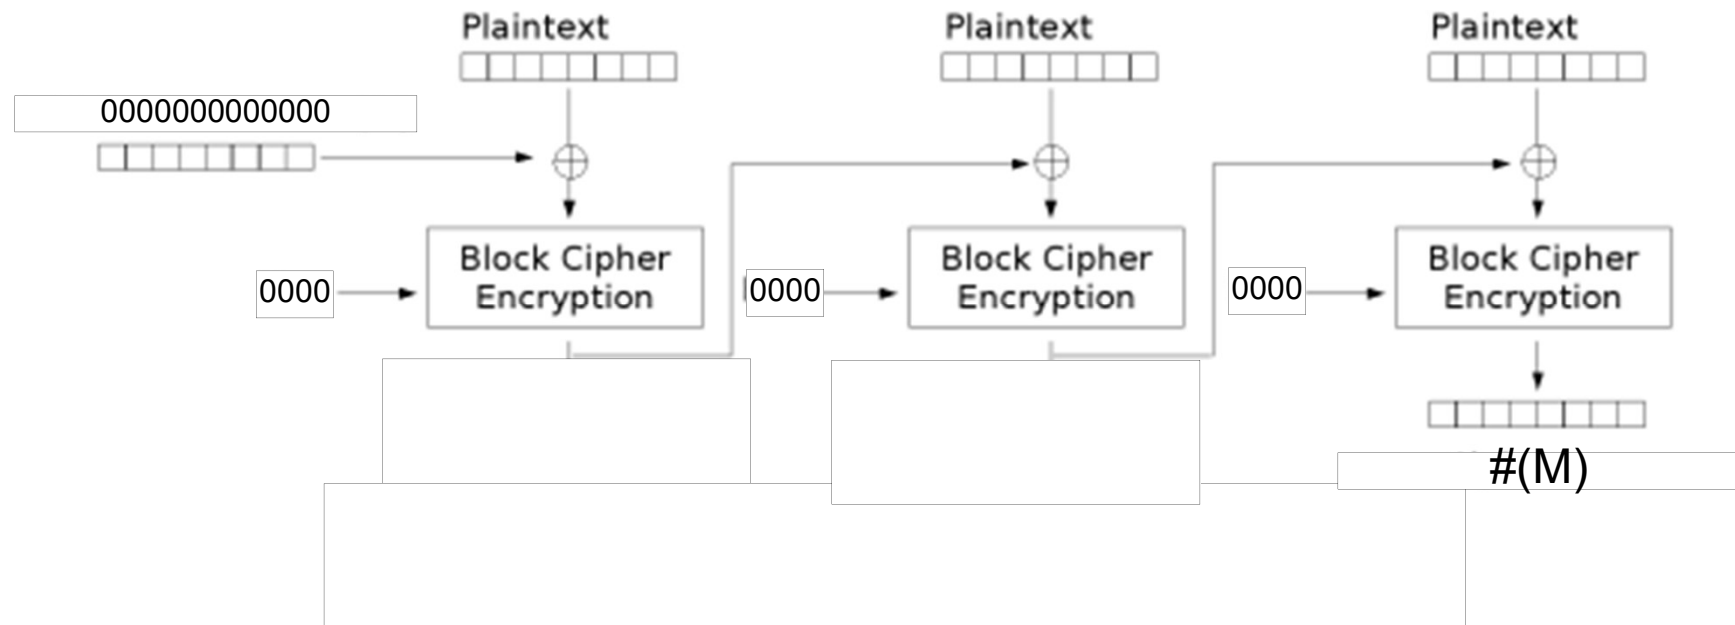 Plaintext
Plaintext
Plaintext
0000000000000
Block Cipher
Encryption
Block Cipher
Encryption
Block Cipher
Encryption
0000
0000
0000
#(M)